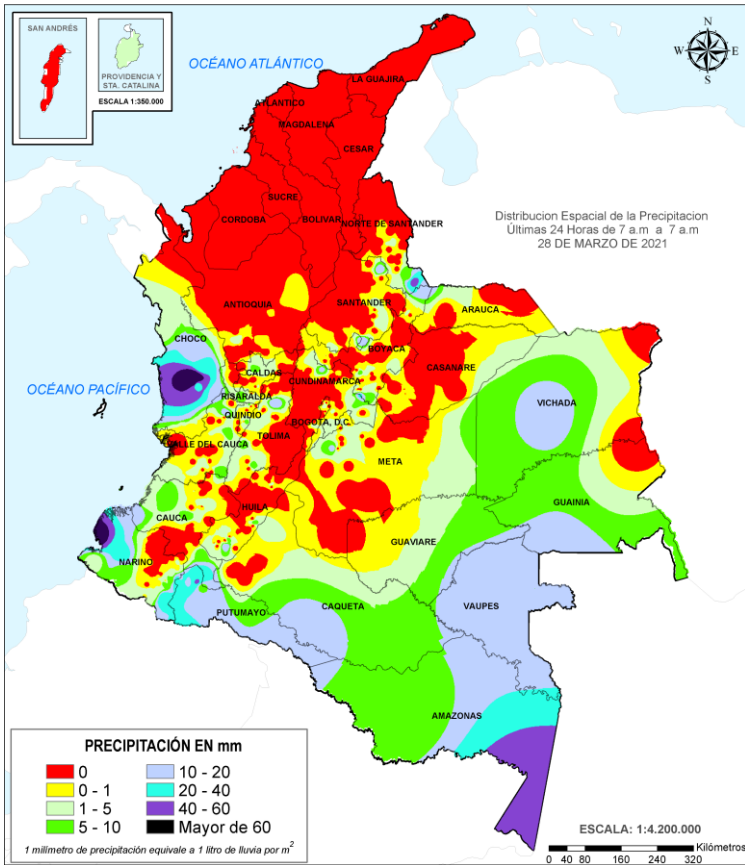 SAN ANDRÉS
PROVIDENCIA Y
STA. CATALINA
ESCALA 1:350.000
OCÉANO ATLÁNTICO
N
W
E
S
LA GUAJIRA
ATLANTICO
MAGDALENA
CESAR
SUCRE
CORDOBA
BOLIVAR
NORTE DE SANTANDER
Distribucion Espacial de la Precipitacion
Últimas 24 Horas de 7 a.m a 7 a.m
28 DE MARZO DE 2021
ANTIOQUIA
SANTANDER
ARAUCA
CHOCO
BOYACA
CASANARE
CALDAS
CUNDINAMARCA
OCÉANO PACÍFICO
RISARALDA
QUINDIO
BOGOTA, D.C.
VICHADA
TOLIMA
VALLE DEL CAUCA
META
GUAINIA
HUILA
CAUCA
GUAVIARE
NARIÑO
CAQUETA
VAUPES
PUTUMAYO
AMAZONAS
PRECIPITACIÓN EN mm
0
10 - 20
0 - 1
20 - 40
1 - 5
40 - 60
5 - 10
Mayor de 60
1 milímetro de precipitación equivale a 1 litro de lluvia por m2
ESCALA: 1:4.200.000
Kilómetros
0 40 80 160 240 320